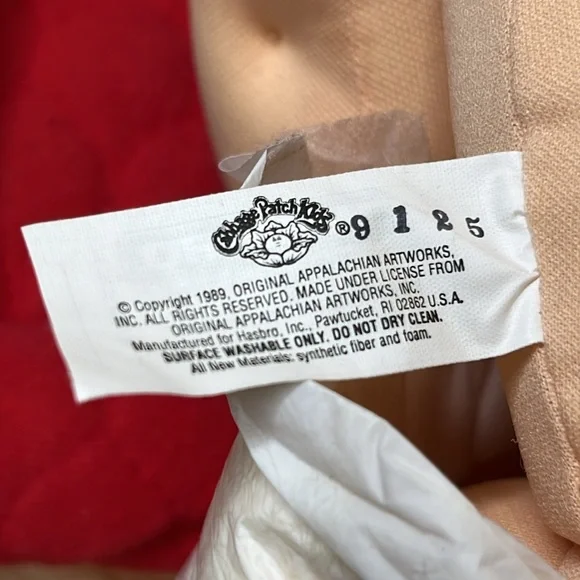 Cabbage Patch Kids ® 9 1 2 5
© Copyright 1989, ORIGINAL APPALACHIAN ARTWORKS,
INC. ALL RIGHTS RESERVED. MADE UNDER LICENSE FROM
ORIGINAL APPALACHIAN ARTWORKS, INC.
Manufactured for Hasbro, Inc., Pawtucket, RI 02862 U.S.A.
SURFACE WASHABLE ONLY. DO NOT DRY CLEAN.
All New Materials: synthetic fiber and foam.